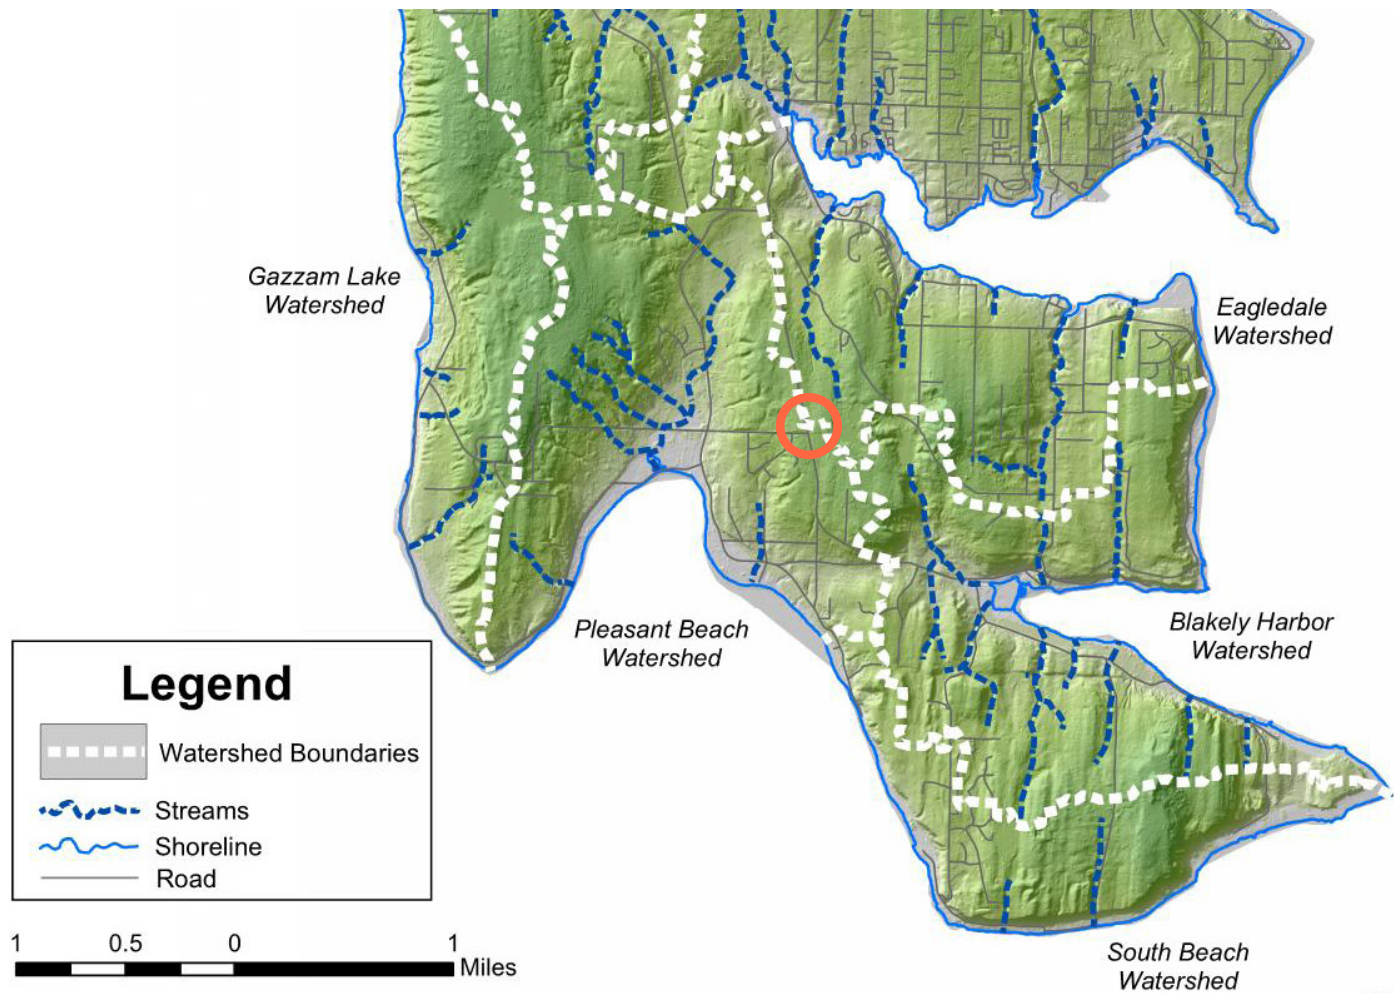 Gazzam Lake
Watershed
Eagledale
Watershed
Pleasant Beach
Watershed
Blakely Harbor
Watershed
Legend
Watershed Boundaries
Streams
Shoreline
Road
1 0.5 0 1
Miles
South Beach
Watershed